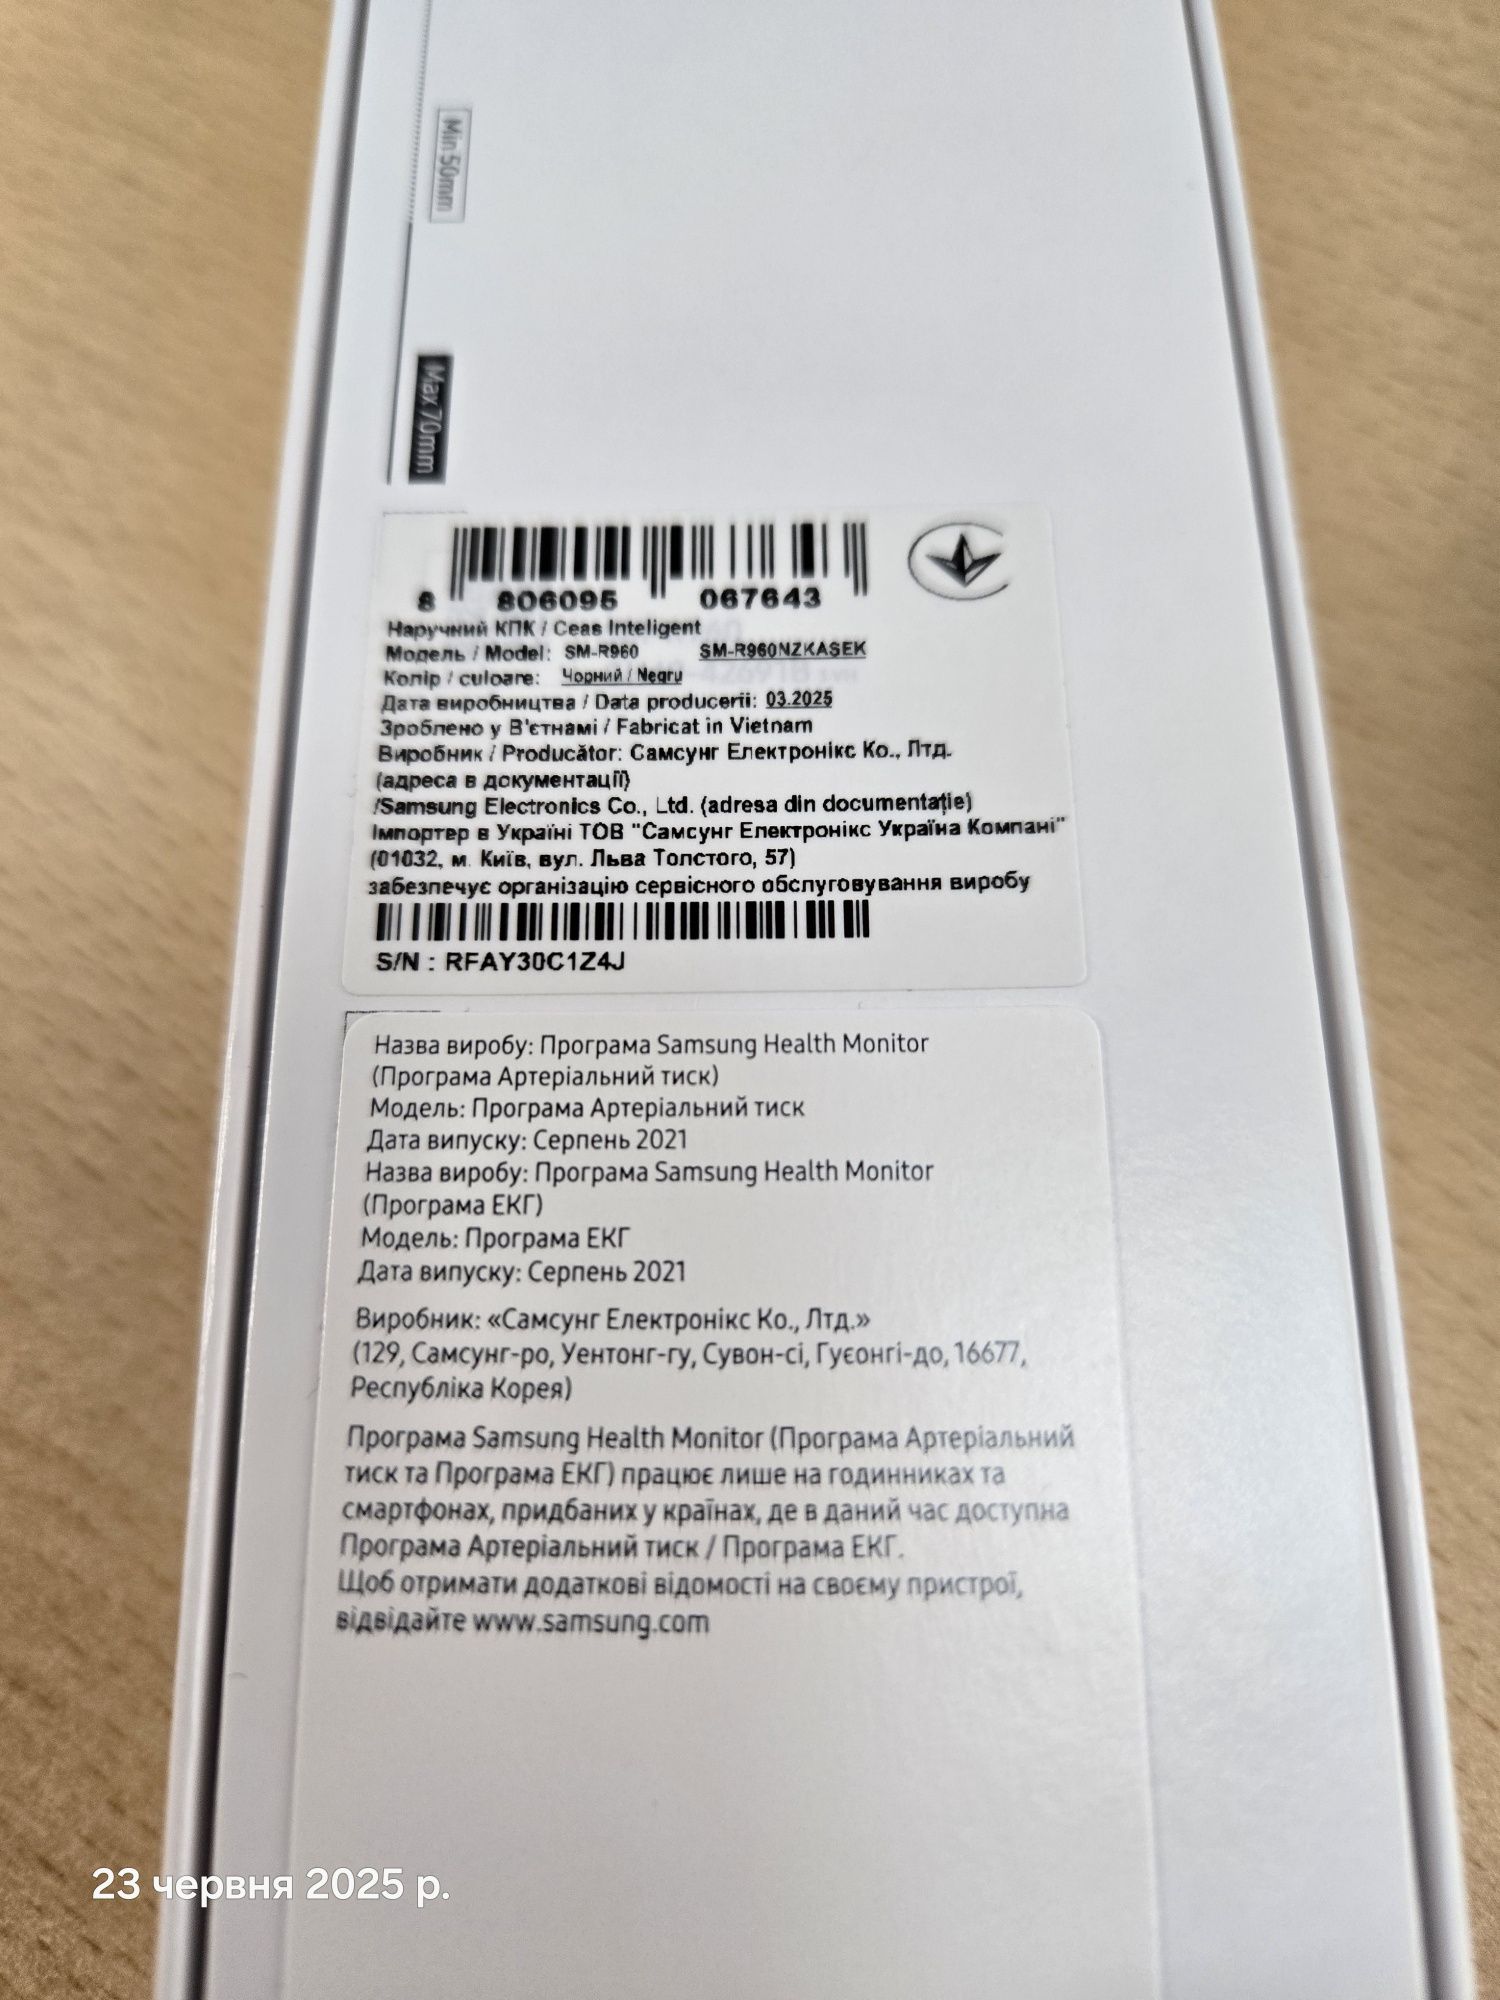 Min 50mm
Max 70mm
8 806095 067643
Наручний КПК / Ceas Inteligent
Модель / Model: SM-R960 SM-R960NZKASEK
Колір / culoare: Чорний / Negru
Дата виробництва / Data producerii: 03.2025
Зроблено у В'єтнамі / Fabricat in Vietnam
Виробник / Producător: Самсунг Електронікс Ко., Лтд.
(адреса в документації)
/Samsung Electronics Co., Ltd. (adresa din documentație)
Імпортер в Україні ТОВ "Самсунг Електронікс Україна Компані"
(01032, м. Київ, вул. Льва Толстого, 57)
забезпечує організацію сервісного обслуговування виробу
S/N : RFAY30C1Z4J
Назва виробу: Програма Samsung Health Monitor
(Програма Артеріальний тиск)
Модель: Програма Артеріальний тиск
Дата випуску: Серпень 2021
Назва виробу: Програма Samsung Health Monitor
(Програма ЕКГ)
Модель: Програма ЕКГ
Дата випуску: Серпень 2021
Виробник: «Самсунг Електронікс Ко., Лтд.»
(129, Самсунг-ро, Уентонг-гу, Сувон-сі, Гуєонгі-до, 16677,
Республіка Корея)
Програма Samsung Health Monitor (Програма Артеріальний
тиск та Програма ЕКГ) працює лише на годинниках та
смартфонах, придбаних у країнах, де в даний час доступна
Програма Артеріальний тиск / Програма ЕКГ.
Щоб отримати додаткові відомості на своєму пристрої,
відвідайте www.samsung.com
23 червня 2025 р.